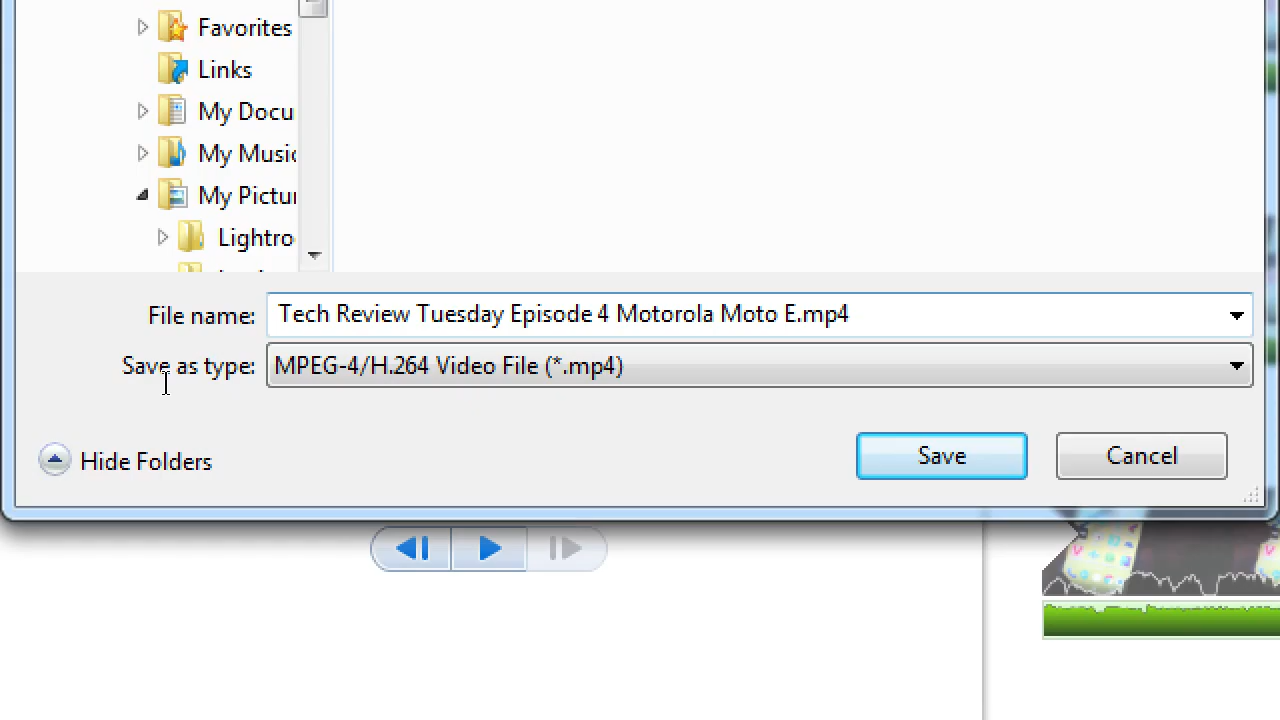 Favorites
Links
My Docu
My Music
My Pictur
Lightro
File name: Tech Review Tuesday Episode 4 Motorola Moto E.mp4
Save as type: MPEG-4/H.264 Video File (*.mp4)
Hide Folders
Save
Cancel